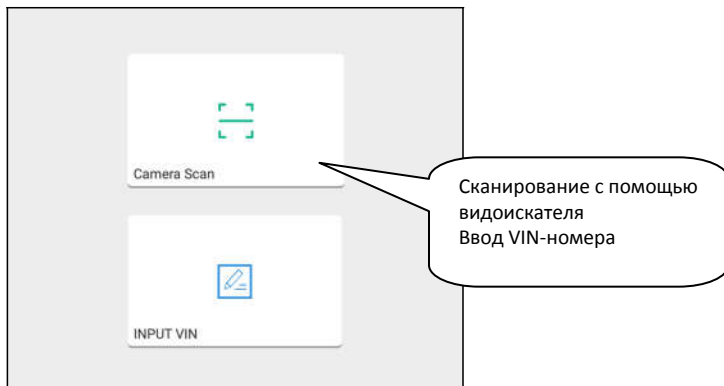 Camera Scan
Сканирование с помощью
видоискателя
Ввод VIN-номера
INPUT VIN